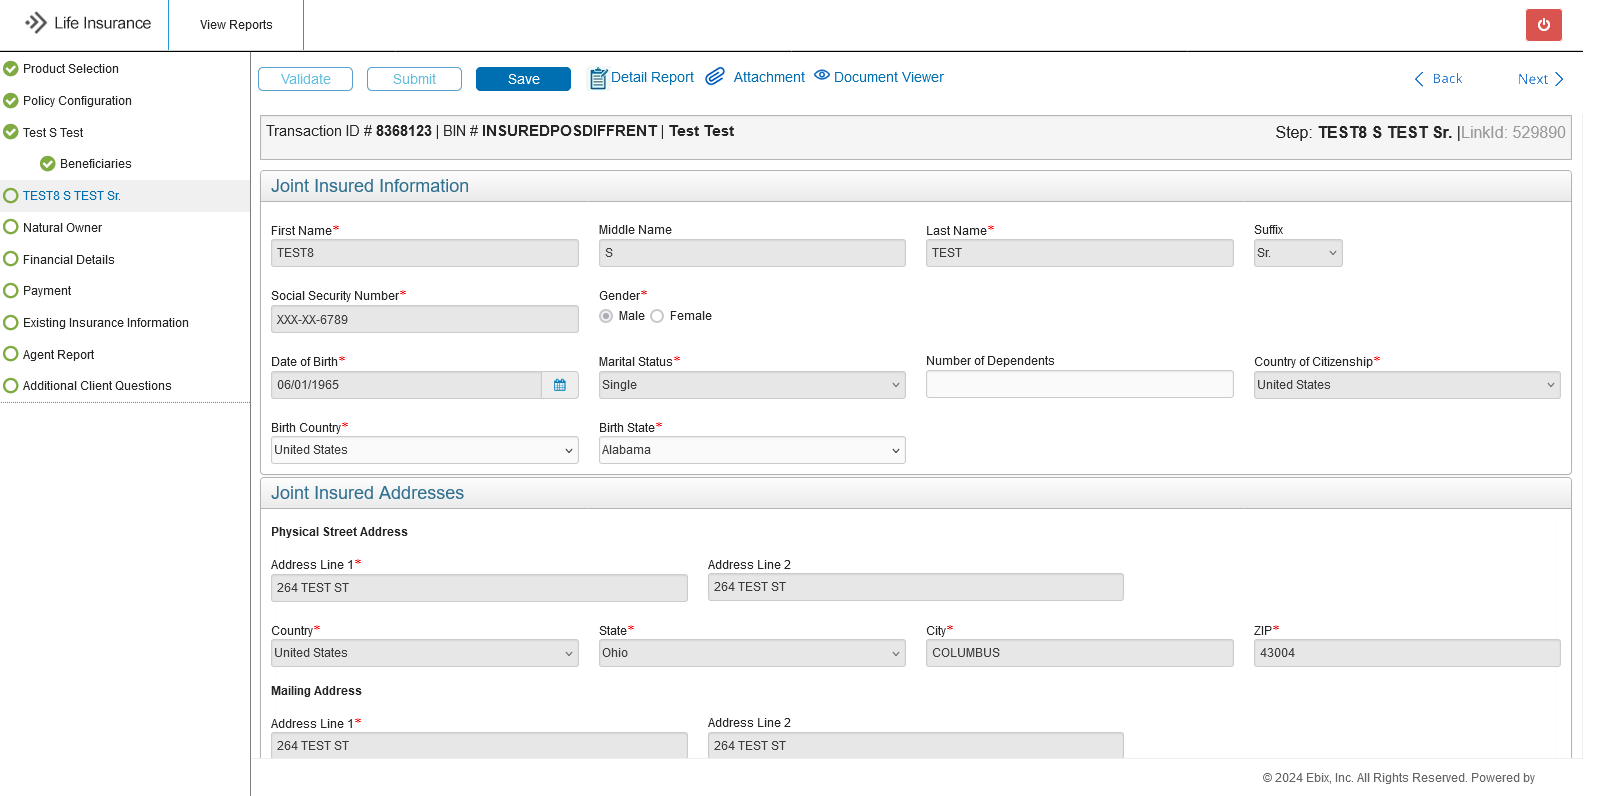 Life Insurance
View Reports
Product Selection
Policy Configuration
Test S Test
Beneficiaries
TEST8 S TEST Sr.
Natural Owner
Financial Details
Payment
Existing Insurance Information
Agent Report
Additional Client Questions
Validate Submit Save Detail Report Attachment Document Viewer Back Next
Transaction ID # 8368123 | BIN # INSUREDPOSDIFFRENT | Test Test
Step: TEST8 S TEST Sr. |LinkId: 529890
Joint Insured Information
First Name* Middle Name Last Name* Suffix
TEST8 S TEST Sr.
Social Security Number* Gender*
XXX-XX-6789 Male Female
Date of Birth* Marital Status* Number of Dependents Country of Citizenship*
06/01/1965 Single United States
Birth Country* Birth State*
United States Alabama
Joint Insured Addresses
Physical Street Address
Address Line 1* Address Line 2
264 TEST ST 264 TEST ST
Country* State* City* ZIP*
United States Ohio COLUMBUS 43004
Mailing Address
Address Line 1* Address Line 2
264 TEST ST 264 TEST ST
© 2024 Ebix, Inc. All Rights Reserved. Powered by